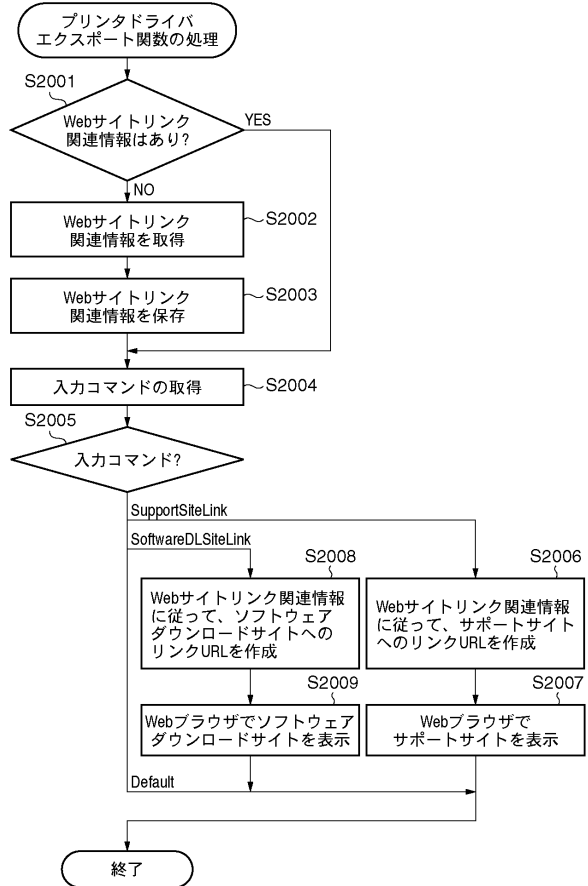 プリンタドライバ
エクスポート関数の処理
S2001
Webサイトリンク
関連情報はあり?
YES
NO
Webサイトリンク
関連情報を取得
S2002
Webサイトリンク
関連情報を保存
S2003
入力コマンドの取得
S2004
S2005
入力コマンド?
SupportSiteLink
SoftwareDLSiteLink
S2008
Webサイトリンク関連情報
に従って、ソフトウェア
ダウンロードサイトへの
リンクURLを作成
S2006
Webサイトリンク関連情報
に従って、サポートサイト
へのリンクURLを作成
S2009
Webブラウザでソフトウェア
ダウンロードサイトを表示
S2007
Webブラウザで
サポートサイトを表示
Default
終了